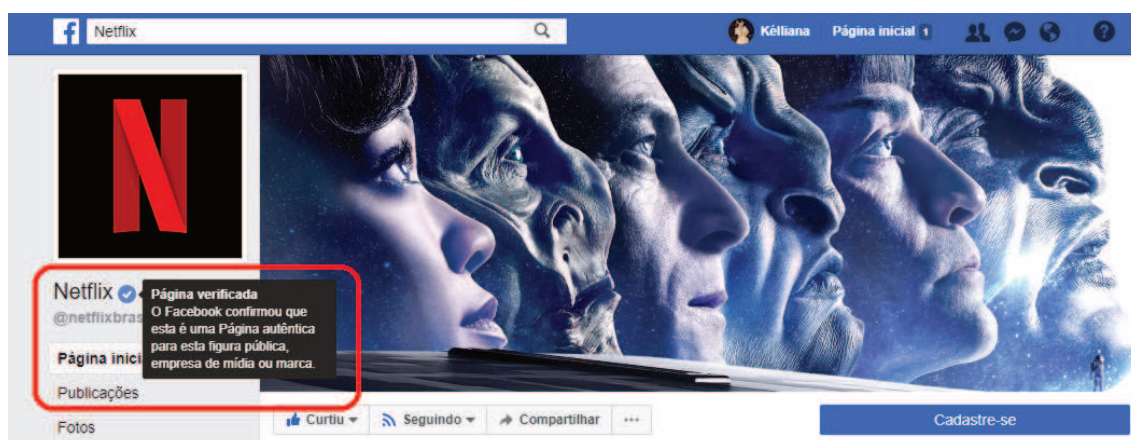 Netflix
Kélliana
Página inicial 1
N
Netflix
@netflixbras
Página verificada
O Facebook confirmou que
esta é uma Página autêntica
para esta figura pública,
empresa de mídia ou marca.
Página inici
Publicações
Fotos
Curtiu
Seguindo
Compartilhar
Cadastre-se